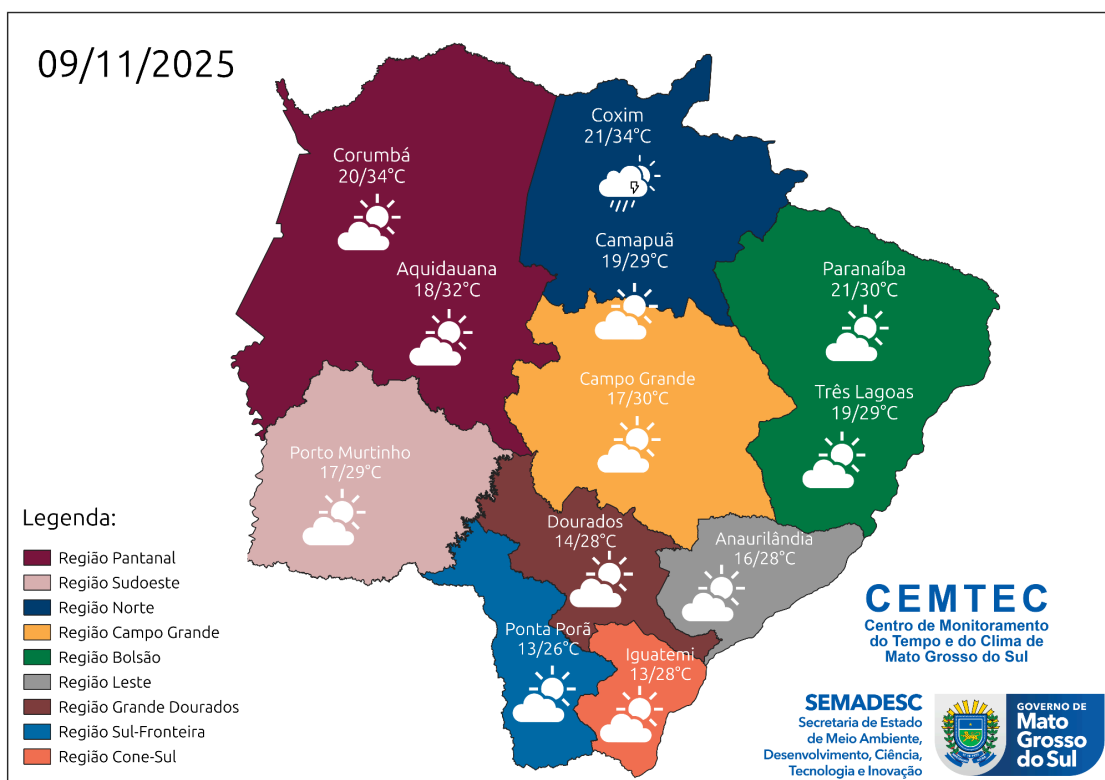 09/11/2025
Coxim
21/34°C
Corumbá
20/34°C
Camapuã
19/29°C
Aquidauana
18/32°C
Paranaíba
21/30°C
Campo Grande
17/30°C
Três Lagoas
19/29°C
Porto Murtinho
17/29°C
Dourados
14/28°C
Anaurilândia
16/28°C
Ponta Porã
13/26°C
Iguatemi
13/28°C
Legenda:
Região Pantanal
Região Sudoeste
Região Norte
Região Campo Grande
Região Bolsão
Região Leste
Região Grande Dourados
Região Sul-Fronteira
Região Cone-Sul
CEMTEC
Centro de Monitoramento
do Tempo e do Clima de
Mato Grosso do Sul
SEMADESC
Secretaria de Estado
de Meio Ambiente,
Desenvolvimento, Ciência,
Tecnologia e Inovação
GOVERNO DE
Mato
Grosso
do Sul